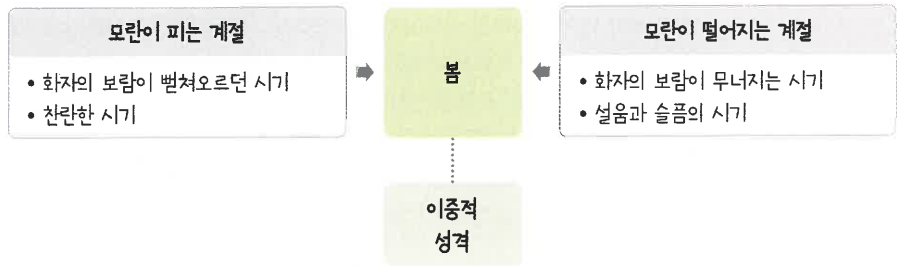 모란이 피는 계절
• 화자의 보람이 뻗쳐오르던 시기
• 찬란한 시기
봄
모란이 떨어지는 계절
• 화자의 보람이 무너지는 시기
• 설움과 슬픔의 시기
이중적
성격